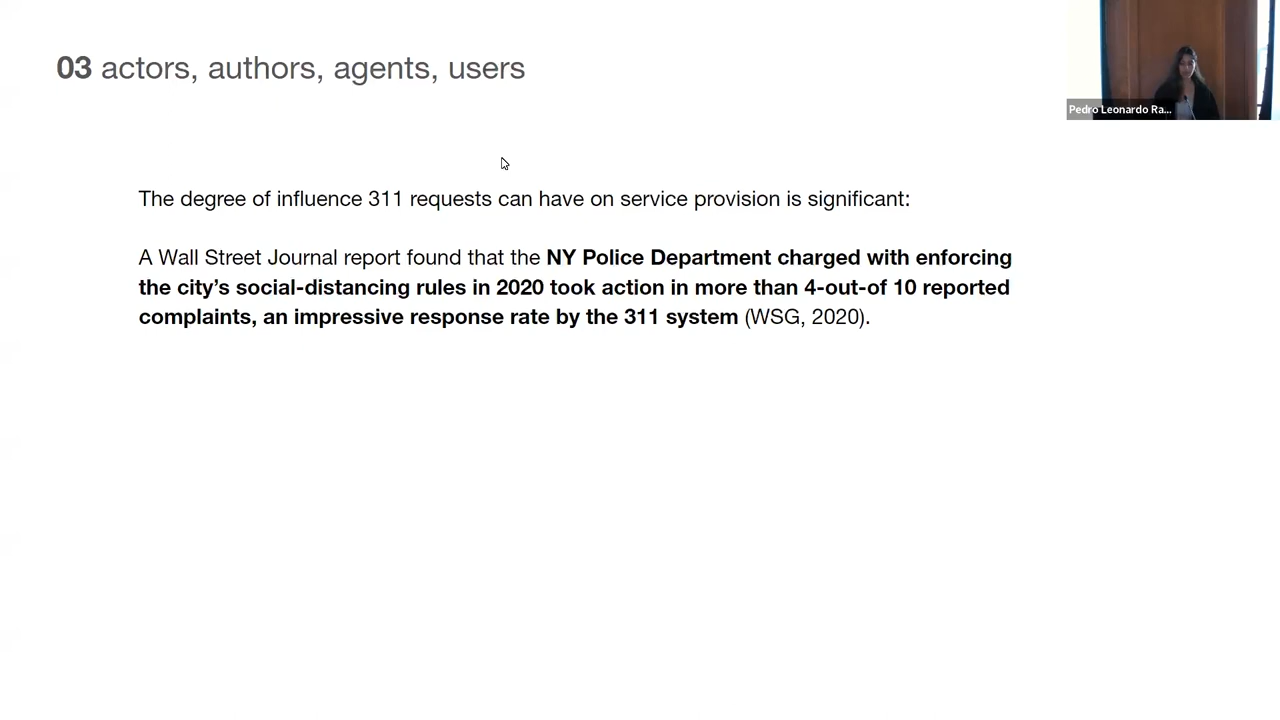 03 actors, authors, agents, users
Pedro Leonardo Ra...
The degree of influence 311 requests can have on service provision is significant:
A Wall Street Journal report found that the NY Police Department charged with enforcing
the city’s social-distancing rules in 2020 took action in more than 4-out-of 10 reported
complaints, an impressive response rate by the 311 system (WSG, 2020).